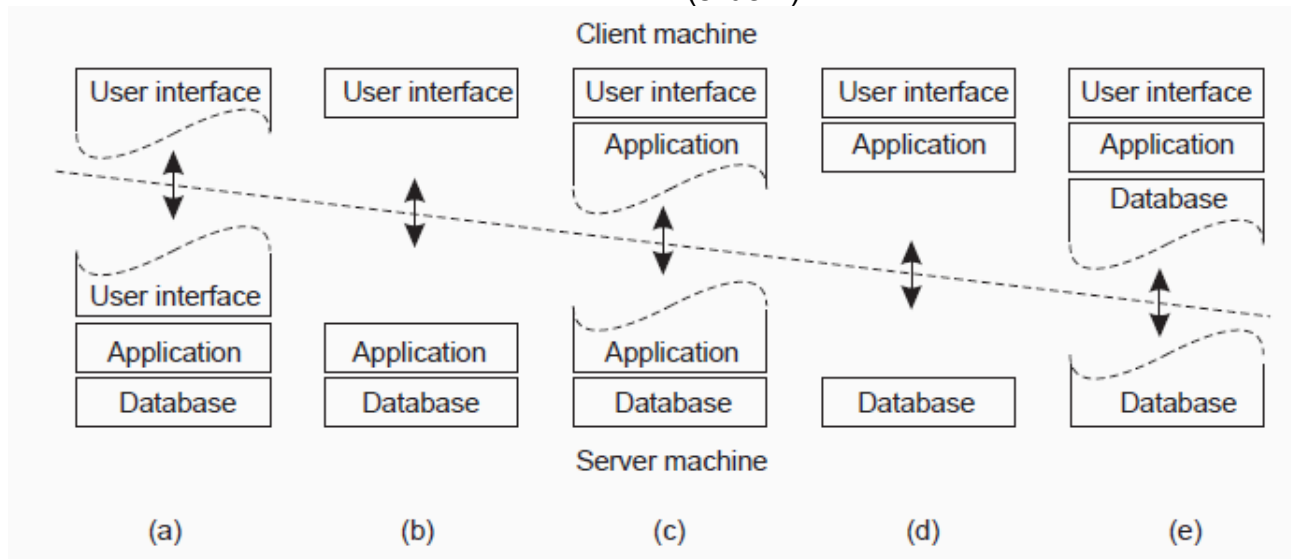 Client machine
User interface User interface User interface User interface User interface
Application Application Application
Database
User interface
Application Application Application
Database Database Database Database Database
Server machine
(a) (b) (c) (d) (e)